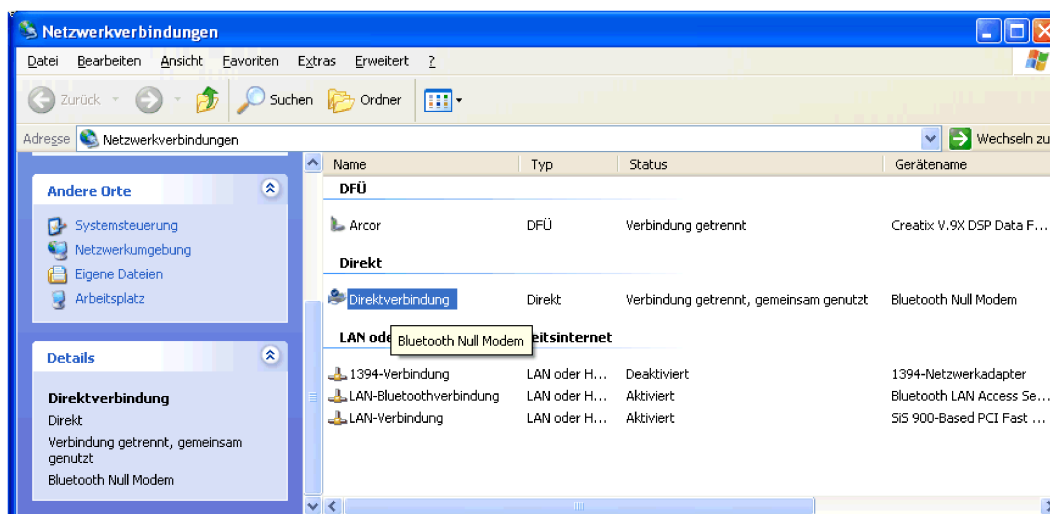 Netzwerkverbindungen
Datei Bearbeiten Ansicht Favoriten Extras Erweitert ?
Zurück Suchen Ordner
Adresse Netzwerkverbindungen Wechseln zu
Andere Orte
Systemsteuerung
Netzwerkumgebung
Eigene Dateien
Arbeitsplatz
Details
Direktverbindung
Direkt
Verbindung getrennt, gemeinsam
genutzt
Bluetooth Null Modem
Name Typ Status Gerätename
DFÜ
Arcor DFÜ Verbindung getrennt Creatix V.9X DSP Data F...
Direkt
Direktverbindung Direkt Verbindung getrennt, gemeinsam genutzt Bluetooth Null Modem
LAN ode eitsinternet
Bluetooth Null Modem
1394-Verbindung LAN oder H... Deaktiviert 1394-Netzwerkadapter
LAN-Bluetoothverbindung LAN oder H... Aktiviert Bluetooth LAN Access Se...
LAN-Verbindung LAN oder H... Aktiviert SiS 900-Based PCI Fast ...